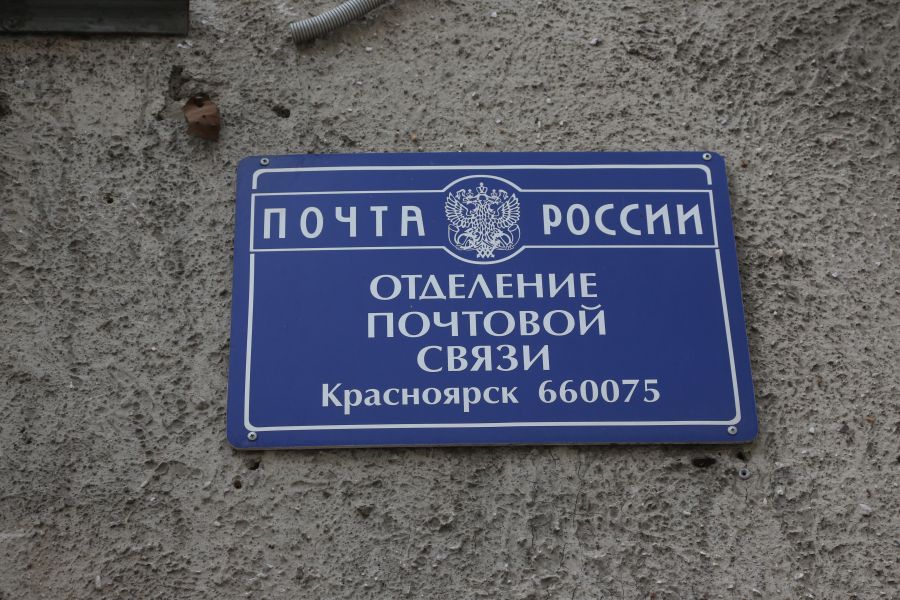 ПОЧТА РОССИИ
ОТДЕЛЕНИЕ
ПОЧТОВОЙ
СВЯЗИ
Красноярск 660075